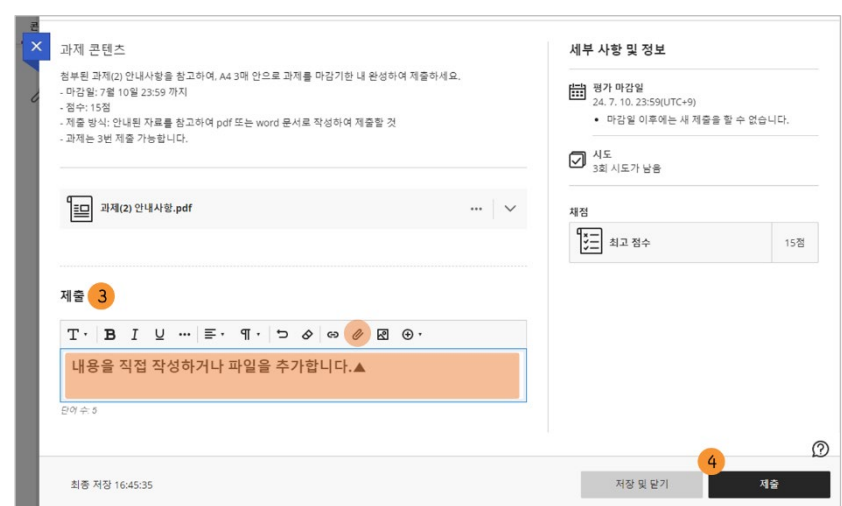 콘
과제 콘텐츠
첨부된 과제(2) 안내사항을 참고하여, A4 3매 안으로 과제를 마감기한 내 완성하여 제출하세요.
- 마감일: 7월 10일 23:59 까지
- 점수: 15점
- 제출 방식: 안내된 자료를 참고하여 pdf 또는 word 문서로 작성하여 제출할 것
- 과제는 3번 제출 가능합니다.
과제(2) 안내사항.pdf
제출 3
T B I U
내용을 직접 작성하거나 파일을 추가합니다.▲
단어 수: 5
세부 사항 및 정보
평가 마감일
24. 7. 10. 23:59(UTC+9)
• 마감일 이후에는 새 제출을 할 수 없습니다.
시도
3회 시도가 남음
채점
최고 점수 15점
4
최종 저장 16:45:35
저장 및 닫기
제출